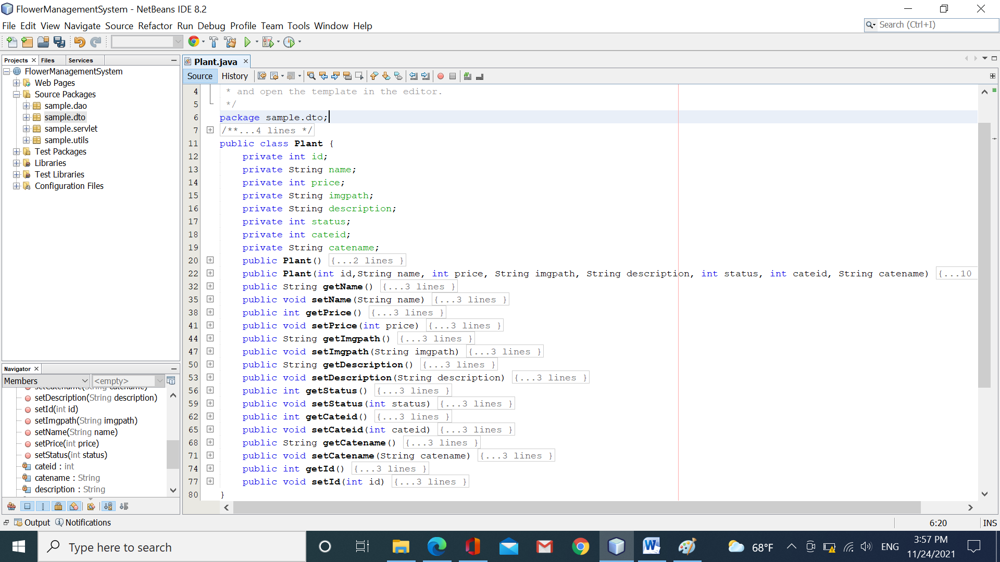 FlowerManagementSystem - NetBeans IDE 8.2
File Edit View Navigate Source Refactor Run Debug Profile Team Tools Window Help
Search (Ctrl+I)
Projects
Files
Services
FlowerManagementSystem
Web Pages
Source Packages
sample.dao
sample.dto
sample.servlet
sample.utils
Test Packages
Libraries
Test Libraries
Configuration Files
Navigator
Members
<empty>
setCatename(String catename)
setDescription(String description)
setId(int id)
setImgpath(String imgpath)
setName(String name)
setPrice(int price)
setStatus(int status)
cateid : int
catename : String
description : String
Plant.java
Source History
4 * and open the template in the editor.
5 */
6 package sample.dto;
7 /**...4 lines */
11 public class Plant {
12 private int id;
13 private String name;
14 private int price;
15 private String imgpath;
16 private String description;
17 private int status;
18 private int cateid;
19 private String catename;
20 public Plant() {...2 lines }
22 public Plant(int id,String name, int price, String imgpath, String description, int status, int cateid, String catename) {...10
32 public String getName() {...3 lines }
35 public void setName(String name) {...3 lines }
38 public int getPrice() {...3 lines }
41 public void setPrice(int price) {...3 lines }
44 public String getImgpath() {...3 lines }
47 public void setImgpath(String imgpath) {...3 lines }
50 public String getDescription() {...3 lines }
53 public void setDescription(String description) {...3 lines }
56 public int getStatus() {...3 lines }
59 public void setStatus(int status) {...3 lines }
62 public int getCateid() {...3 lines }
65 public void setCateid(int cateid) {...3 lines }
68 public String getCatename() {...3 lines }
71 public void setCatename(String catename) {...3 lines }
74 public int getId() {...3 lines }
77 public void setId(int id) {...3 lines }
80 }
Output Notifications
6:20 INS
Type here to search
68°F
ENG
3:57 PM
11/24/2021